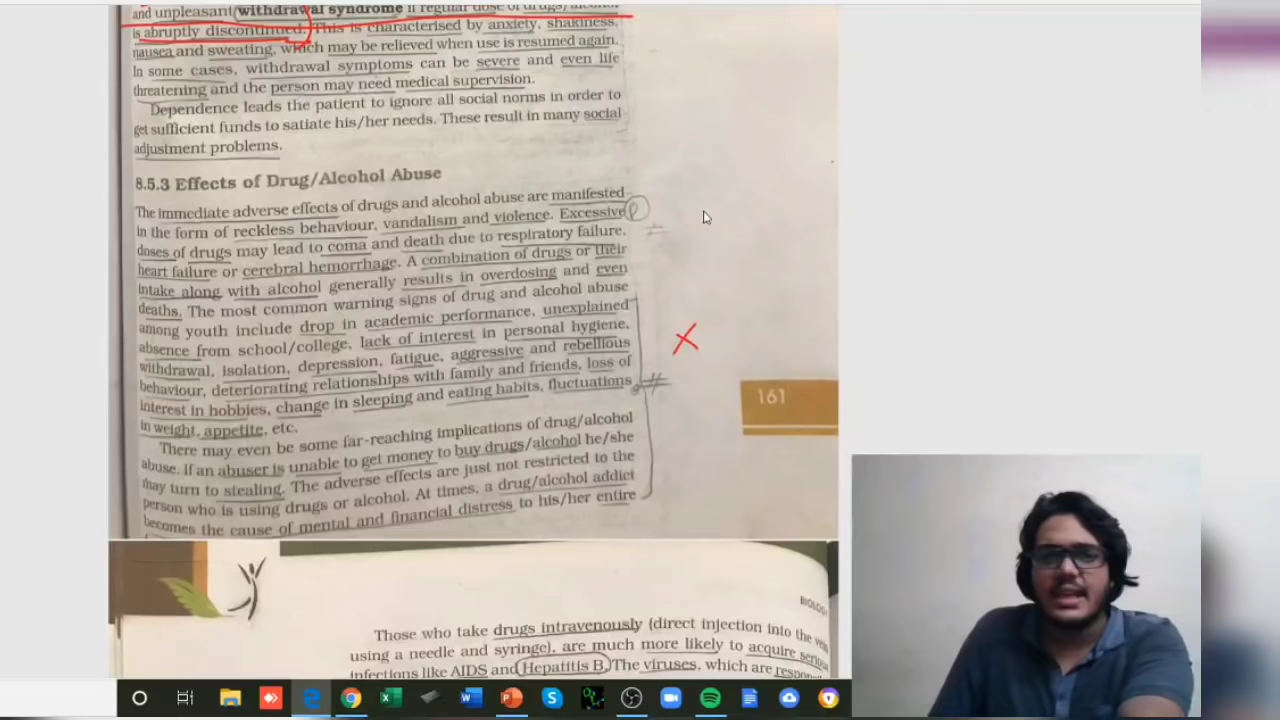 and unpleasant withdrawal syndrome if regular dose of drugs/alcohol
is abruptly discontinued. This is characterised by anxiety, shakiness,
nausea and sweating, which may be relieved when use is resumed again.
In some cases, withdrawal symptoms can be severe and even life
threatening and the person may need medical supervision.
Dependence leads the patient to ignore all social norms in order to
get sufficient funds to satiate his/her needs. These result in many social
adjustment problems.
8.5.3 Effects of Drug/Alcohol Abuse
The immediate adverse effects of drugs and alcohol abuse are manifested
in the form of reckless behaviour, vandalism and violence. Excessive
doses of drugs may lead to coma and death due to respiratory failure,
heart failure or cerebral hemorrhage. A combination of drugs or their
intake along with alcohol generally results in overdosing and even
deaths. The most common warning signs of drug and alcohol abuse
among youth include drop in academic performance, unexplained
absence from school/college, lack of interest in personal hygiene,
withdrawal, isolation, depression, fatigue, aggressive and rebellious
behaviour, deteriorating relationships with family and friends, loss of
interest in hobbies, change in sleeping and eating habits, fluctuations
in weight, appetite, etc.
There may even be some far-reaching implications of drug/alcohol
abuse. If an abuser is unable to get money to buy drugs/alcohol he/she
may turn to stealing. The adverse effects are just not restricted to the
person who is using drugs or alcohol. At times, a drug/alcohol addict
becomes the cause of mental and financial distress to his/her entire
161
BIOLOGY
Those who take drugs intravenously (direct injection into the
using a needle and syringe), are much more likely to acquire
infections like AIDS and Hepatitis B. The viruses, which are